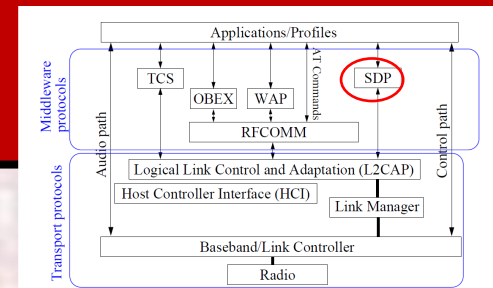 Applications/Profiles
Middleware
protocols
TCS
OBEX
WAP
AT Commands
SDP
RFCOMM
Audio path
Control path
Transport protocols
Logical Link Control and Adaptation (L2CAP)
Host Controller Interface (HCI)
Link Manager
Baseband/Link Controller
Radio